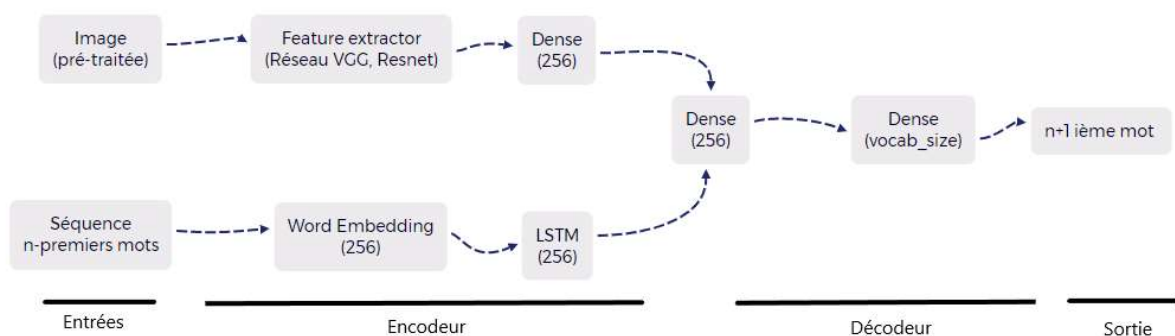 Image
(pré-traitée)
Feature extractor
(Réseau VGG, Resnet)
Dense
(256)
Dense
(256)
Dense
(vocab_size)
n+1 ième mot
Séquence
n-premiers mots
Word Embedding
(256)
LSTM
(256)
Entrées
Encodeur
Décodeur
Sortie